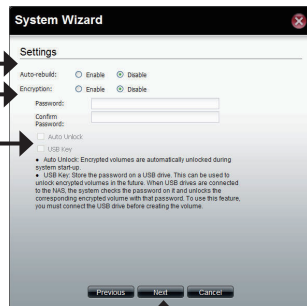 System Wizard
Settings
Auto-rebuild: Enable Disable
Encryption: Enable Disable
Password:
Confirm
Password:
Auto Unlock
USB Key
• Auto Unlock: Encrypted volumes are automatically unlocked during
system start-up.
• USB Key: Store the password on a USB drive. This can be used to
unlock encrypted volumes in the future. When USB drives are connected
to the NAS, the system checks the password on it and unlocks the
corresponding encrypted volume with that password. To use this feature,
you must connect the USB drive before creating the volume.
Previous Next Cancel